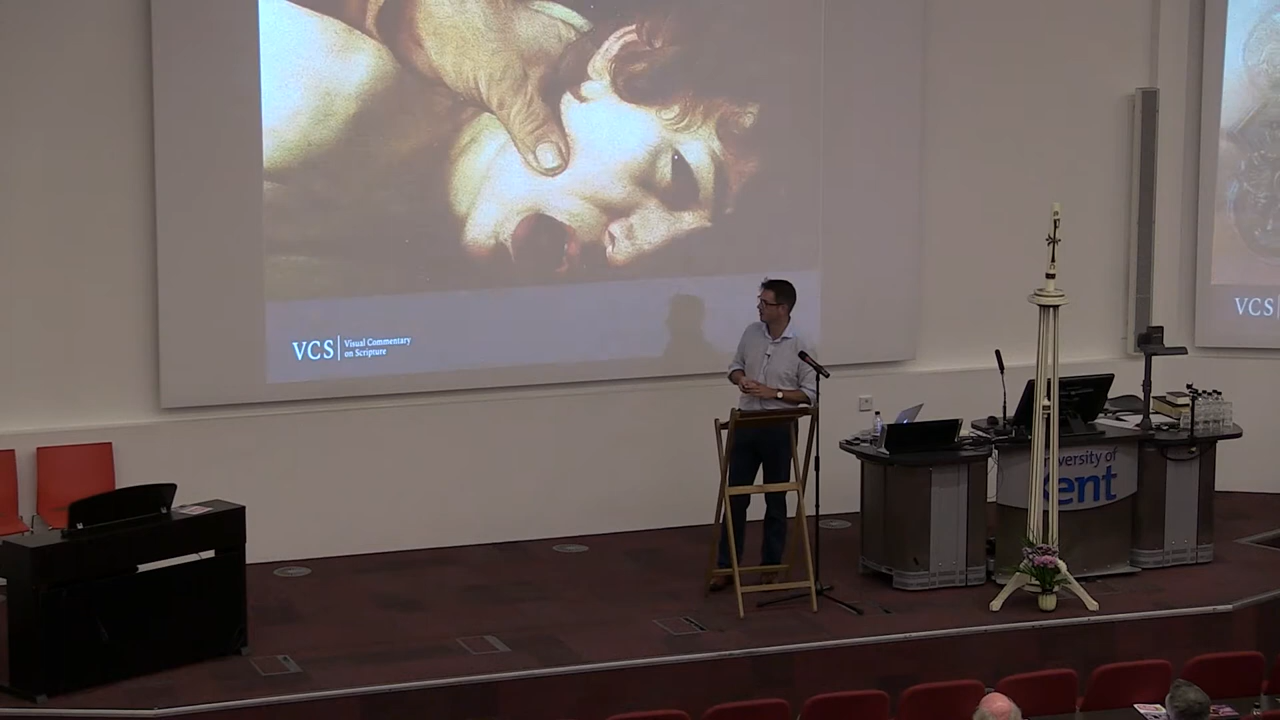 VCS
Visual Commentary
on Scripture
VCS
University of
Kent